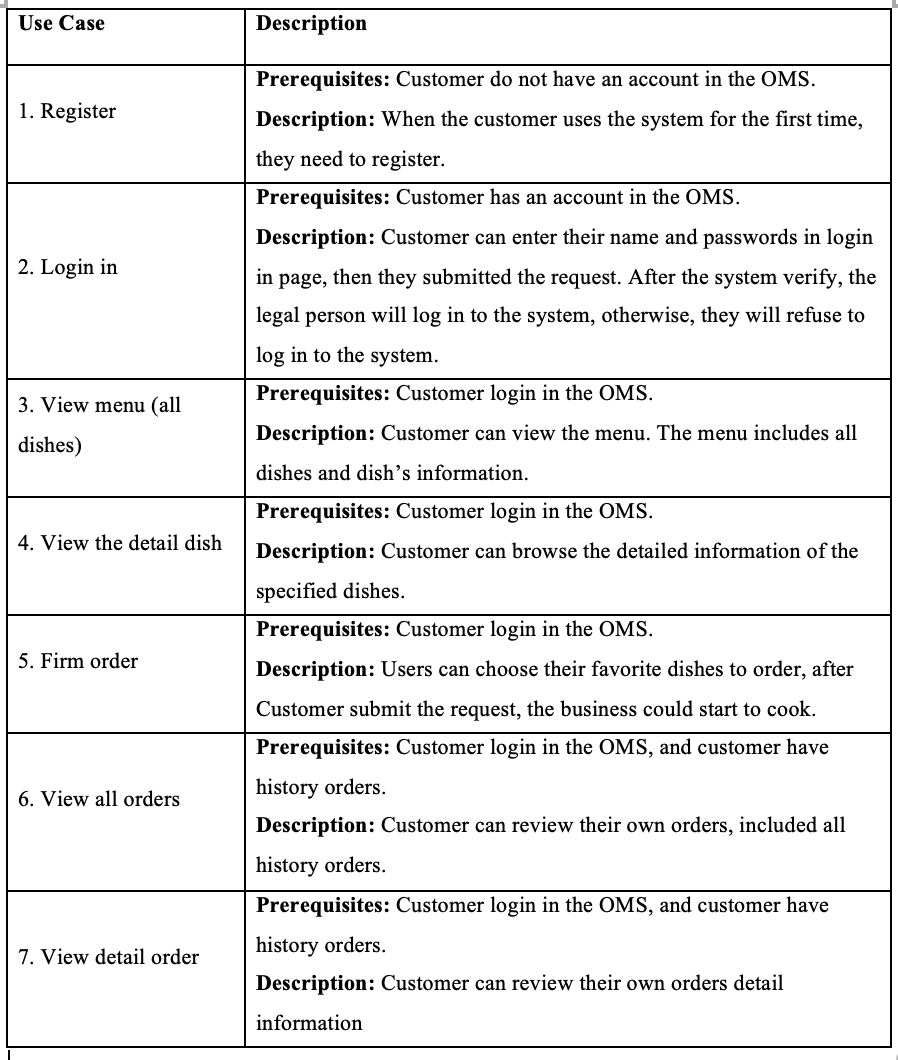 Use Case
Description
1. Register
Prerequisites: Customer do not have an account in the OMS.
Description: When the customer uses the system for the first time,
they need to register.
2. Login in
Prerequisites: Customer has an account in the OMS.
Description: Customer can enter their name and passwords in login
in page, then they submitted the request. After the system verify, the
legal person will log in to the system, otherwise, they will refuse to
log in to the system.
3. View menu (all
dishes)
Prerequisites: Customer login in the OMS.
Description: Customer can view the menu. The menu includes all
dishes and dish’s information.
4. View the detail dish
Prerequisites: Customer login in the OMS.
Description: Customer can browse the detailed information of the
specified dishes.
5. Firm order
Prerequisites: Customer login in the OMS.
Description: Users can choose their favorite dishes to order, after
Customer submit the request, the business could start to cook.
6. View all orders
Prerequisites: Customer login in the OMS, and customer have
history orders.
Description: Customer can review their own orders, included all
history orders.
7. View detail order
Prerequisites: Customer login in the OMS, and customer have
history orders.
Description: Customer can review their own orders detail
information